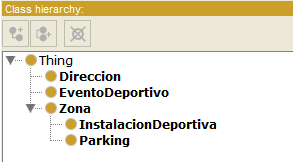 Class hierarchy:
Thing
Direccion
EventoDeportivo
Zona
InstalacionDeportiva
Parking